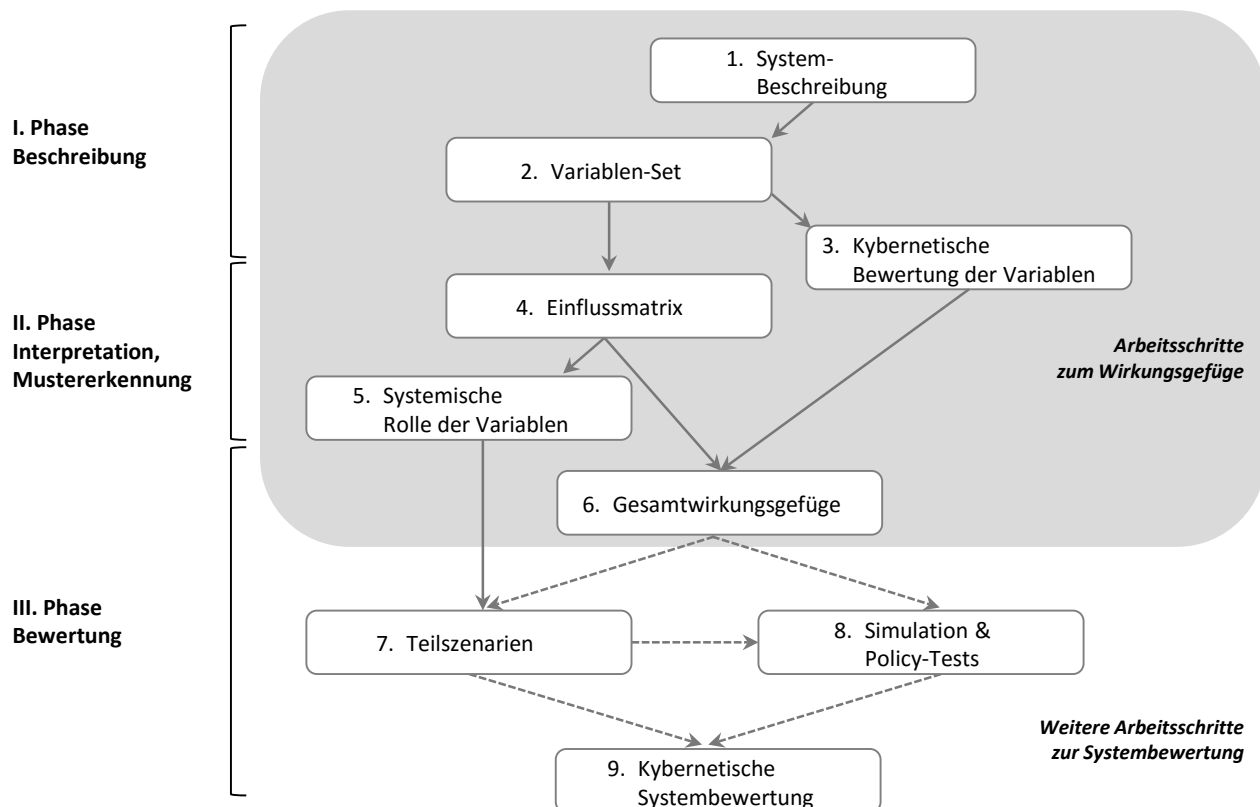 1. System-
Beschreibung
I. Phase
Beschreibung
2. Variablen-Set
3. Kybernetische
Bewertung der Variablen
4. Einflussmatrix
II. Phase
Interpretation,
Mustererkennung
Arbeitsschritte
zum Wirkungsgefüge
5. Systemische
Rolle der Variablen
6. Gesamtwirkungsgefüge
III. Phase
Bewertung
7. Teilszenarien
8. Simulation &
Policy-Tests
Weitere Arbeitsschritte
zur Systembewertung
9. Kybernetische
Systembewertung